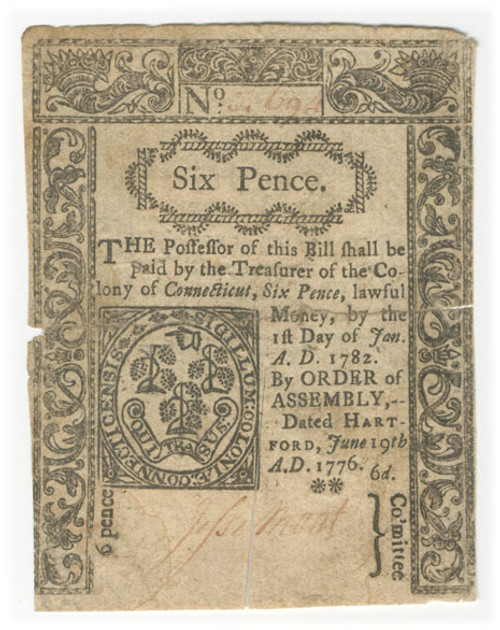 No.
Six Pence.
THE Poſſeſſor of this Bill ſhall be
paid by the Treaſurer of the Co-
lony of Connecticut, Six Pence, lawful
Money, by the
1ſt Day of Jan.
A. D. 1782.
By ORDER of
ASSEMBLY,--
Dated HART-
FORD, June 19th
A.D. 1776.
6d.
SIGILLUM:COLONIÆ:CONNECTICENSIS
QUI TRA SUS
6 pence
Co'mittee